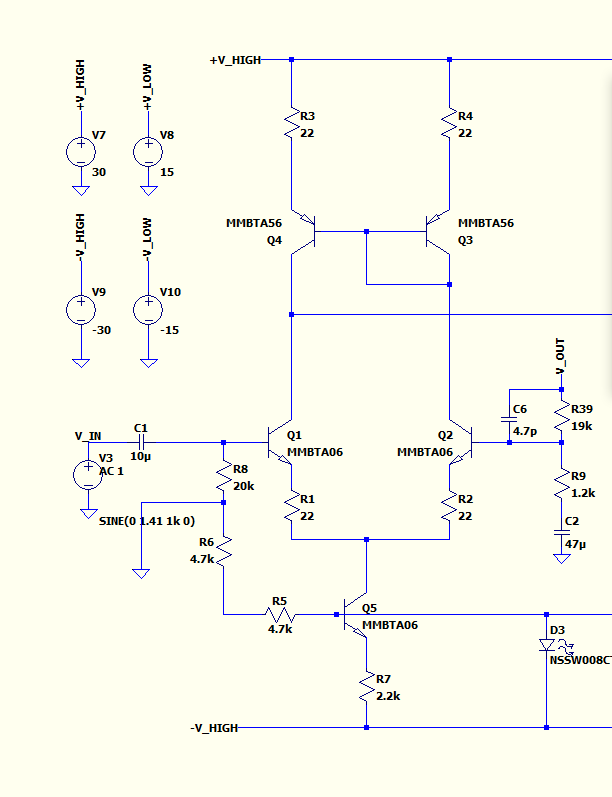 +V_HIGH
+V_HIGH
+V_LOW
R3
22
R4
22
V7
30
V8
15
MMBTA56
Q4
MMBTA56
Q3
-V_HIGH
-V_LOW
V9
-30
V10
-15
V_OUT
C6
4.7p
R39
19k
V_IN
C1
10µ
Q1
MMBTA06
Q2
MMBTA06
V3
AC 1
R8
20k
R9
1.2k
R1
22
R2
22
SINE(0 1.41 1k 0)
C2
47µ
R6
4.7k
R5
4.7k
Q5
MMBTA06
D3
NSSW008CT
R7
2.2k
-V_HIGH